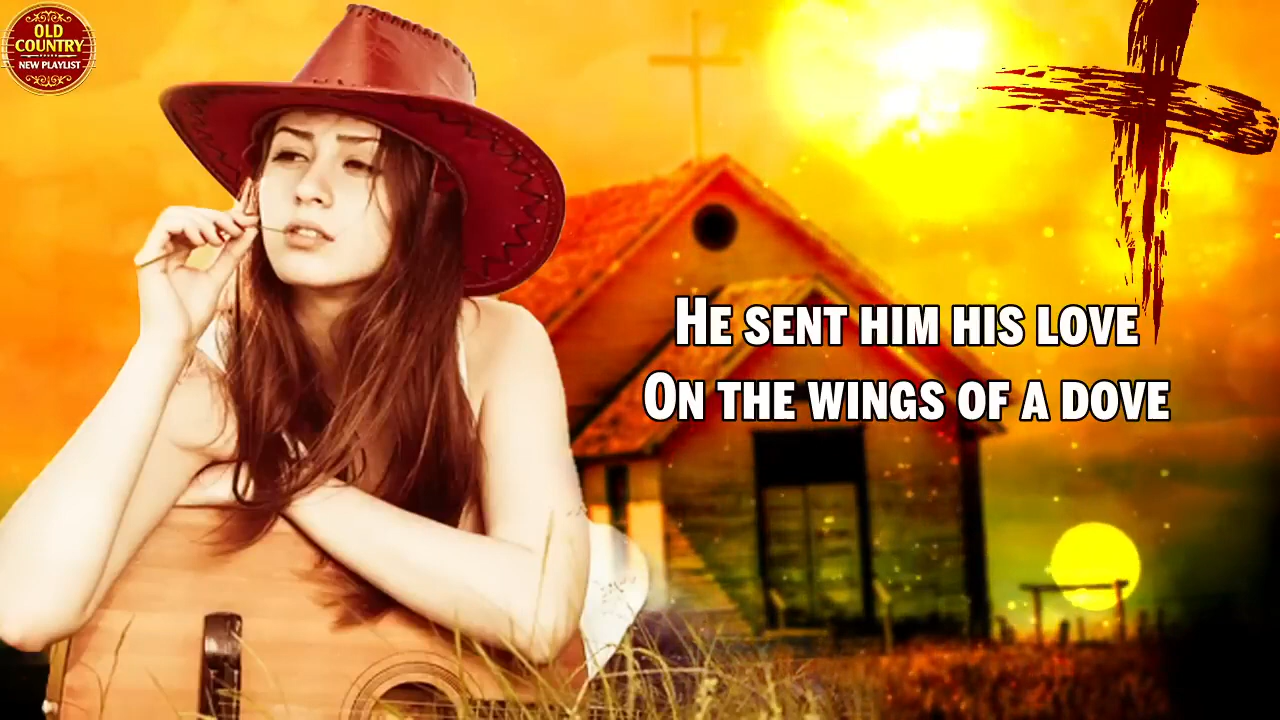 OLD
COUNTRY
NEW PLAYLIST
HE SENT HIM HIS LOVE
ON THE WINGS OF A DOVE